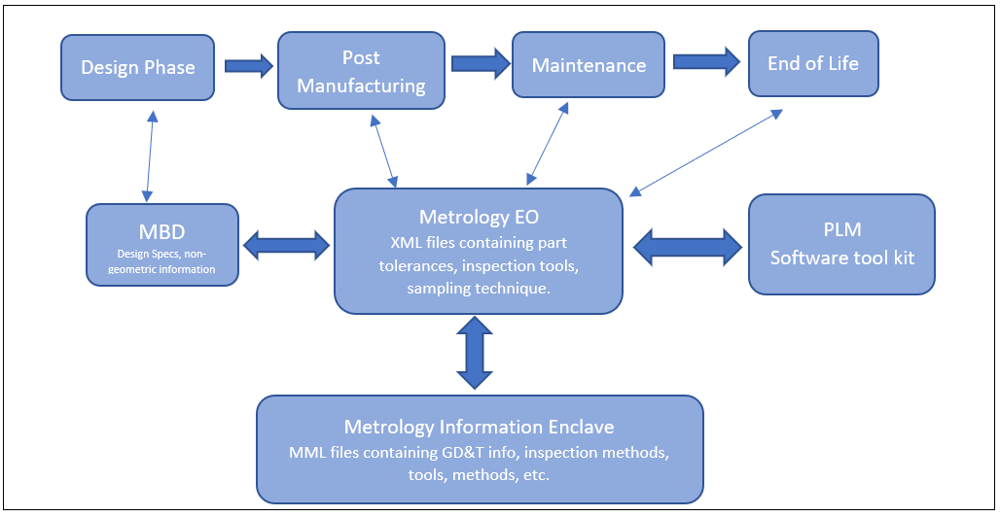 Design Phase
Post
Manufacturing
Maintenance
End of Life
MBD
Design Specs, non-
geometric information
Metrology EO
XML files containing part
tolerances, inspection tools,
sampling technique.
PLM
Software tool kit
Metrology Information Enclave
MML files containing GD&T info, inspection methods,
tools, methods, etc.